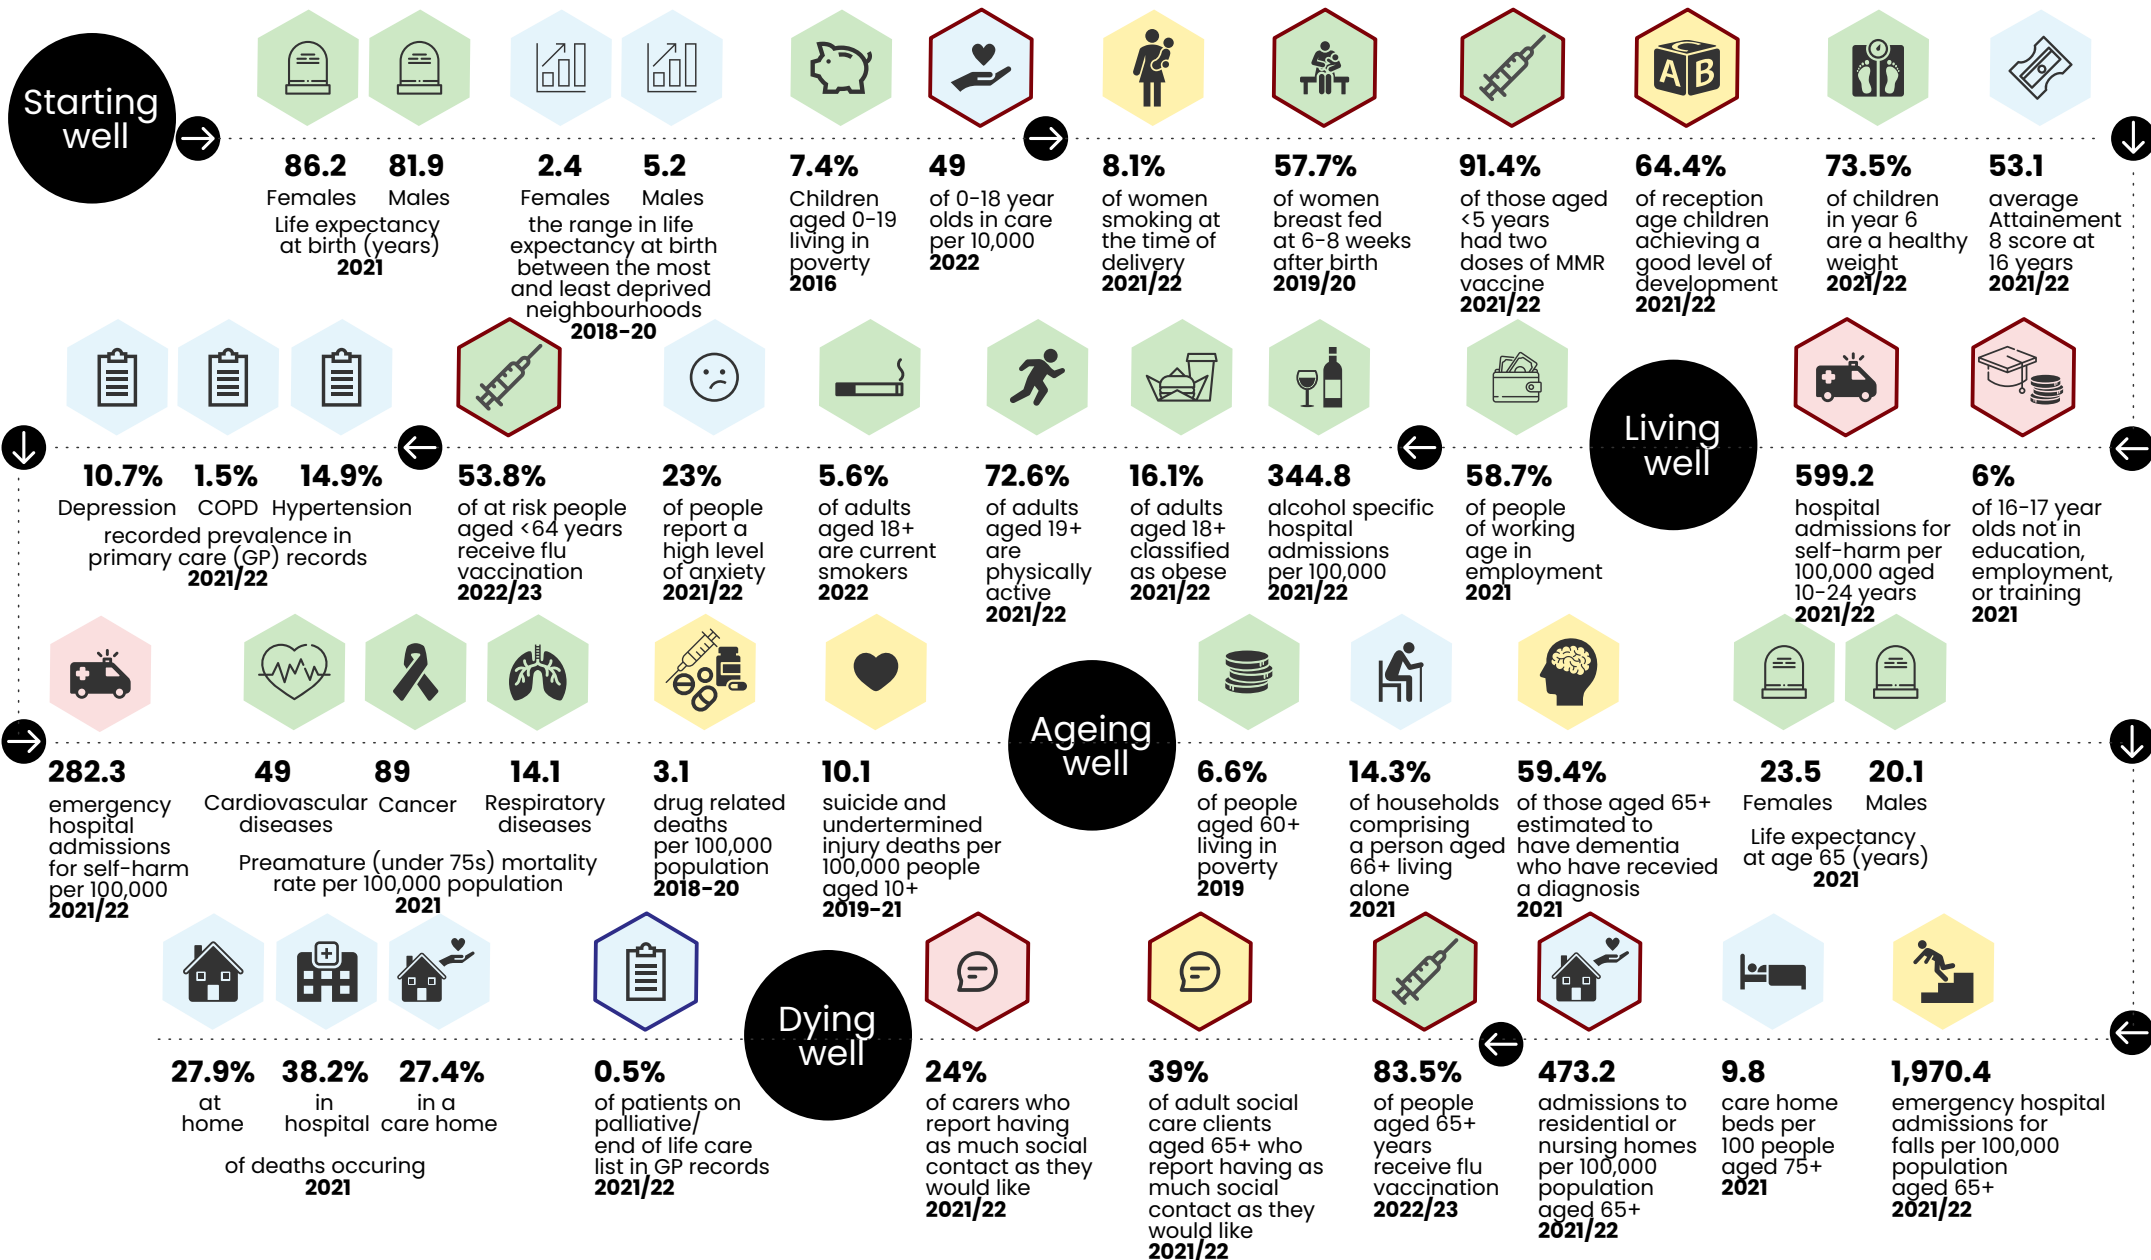 Starting
well
86.2
Females
81.9
Males
Life expectancy
at birth (years)
2021
2.4
Females
5.2
Males
the range in life
expectancy at birth
between the most
and least deprived
neighbourhoods
2018-20
7.4%
Children
aged 0-19
living in
poverty
2016
49
of 0-18 year
olds in care
per 10,000
2022
8.1%
of women
smoking at
the time of
delivery
2021/22
57.7%
of women
breast fed
at 6-8 weeks
after birth
2019/20
91.4%
of those aged
<5 years
had two
doses of MMR
vaccine
2021/22
64.4%
of reception
age children
achieving a
good level of
development
2021/22
73.5%
of children
in year 6
are a healthy
weight
2021/22
53.1
average
Attainement
8 score at
16 years
2021/22
6%
of 16-17 year
olds not in
education,
employment,
or training
2021
599.2
hospital
admissions for
self-harm per
100,000 aged
10-24 years
2021/22
Living
well
58.7%
of people
of working
age in
employment
2021
344.8
alcohol specific
hospital
admissions
per 100,000
2021/22
16.1%
of adults
aged 18+
classified
as obese
2021/22
72.6%
of adults
aged 19+
are
physically
active
2021/22
5.6%
of adults
aged 18+
are current
smokers
2022
23%
of people
report a
high level
of anxiety
2021/22
53.8%
of at risk people
aged <64 years
receive flu
vaccination
2022/23
10.7%
Depression
1.5%
COPD
14.9%
Hypertension
recorded prevalence in
primary care (GP) records
2021/22
282.3
emergency
hospital
admissions
for self-harm
per 100,000
2021/22
49
Cardiovascular
diseases
89
Cancer
14.1
Respiratory
diseases
Preamature (under 75s) mortality
rate per 100,000 population
2021
3.1
drug related
deaths
per 100,000
population
2018-20
10.1
suicide and
undertermined
injury deaths per
100,000 people
aged 10+
2019-21
Ageing
well
6.6%
of people
aged 60+
living in
poverty
2019
14.3%
of households
comprising
a person aged
66+ living
alone
2021
59.4%
of those aged 65+
estimated to
have dementia
who have recevied
a diagnosis
2021
23.5
Females
20.1
Males
Life expectancy
at age 65 (years)
2021
1,970.4
emergency hospital
admissions for
falls per 100,000
population
aged 65+
2021/22
9.8
care home
beds per
100 people
aged 75+
2021
473.2
admissions to
residential or
nursing homes
per 100,000
population
aged 65+
2021/22
83.5%
of people
aged 65+
years
receive flu
vaccination
2022/23
39%
of adult social
care clients
aged 65+ who
report having as
much social
contact as they
would like
2021/22
24%
of carers who
report having
as much social
contact as they
would like
2021/22
Dying
well
0.5%
of patients on
palliative/
end of life care
list in GP records
2021/22
27.9%
at
home
38.2%
in
hospital
27.4%
in a
care home
of deaths occuring
2021
A B C